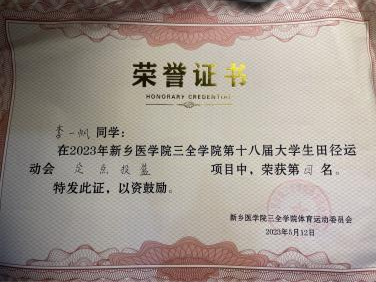 荣誉证书
HONORARY CREDENTIAL
李一帆 同学:
在2023年新乡医学院三全学院第十八届大学生田径运
动会 定点投篮 项目中,荣获第四名。
特发此证,以资鼓励。
新乡医学院三全学院体育运动委员会
2023年5月12日